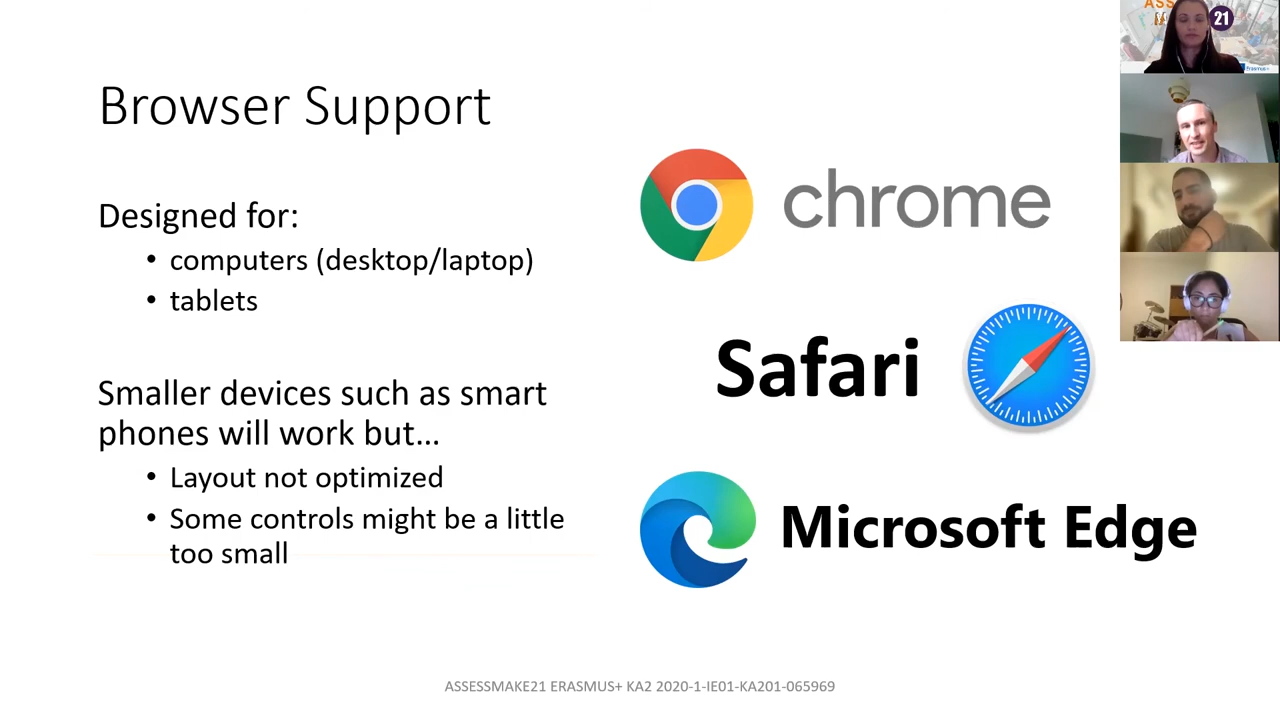 Browser Support
Designed for:
• computers (desktop/laptop)
• tablets
Smaller devices such as smart
phones will work but...
• Layout not optimized
• Some controls might be a little
too small
chrome
Safari
Microsoft Edge
ASSESSMAKE21 ERASMUS+ KA2 2020-1-IE01-KA201-065969
ASS
21
Erasmus+